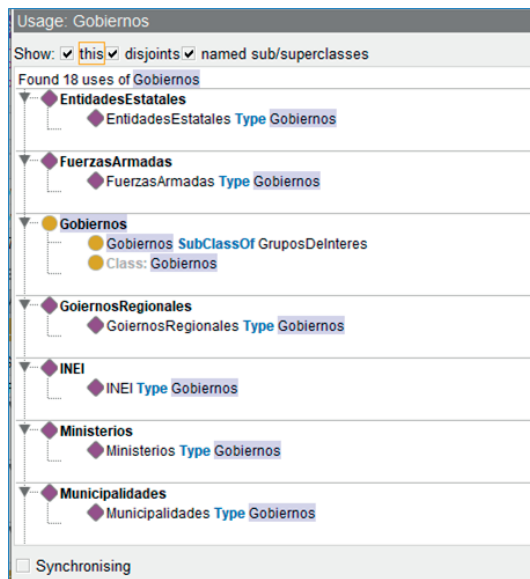 Usage: Gobiernos
Show: this disjoints named sub/superclasses
Found 18 uses of Gobiernos
EntidadesEstatales
EntidadesEstatales Type Gobiernos
FuerzasArmadas
FuerzasArmadas Type Gobiernos
Gobiernos
Gobiernos SubClassOf GruposDeInteres
Class: Gobiernos
GoiernosRegionales
GoiernosRegionales Type Gobiernos
INEI
INEI Type Gobiernos
Ministerios
Ministerios Type Gobiernos
Municipalidades
Municipalidades Type Gobiernos
Synchronising